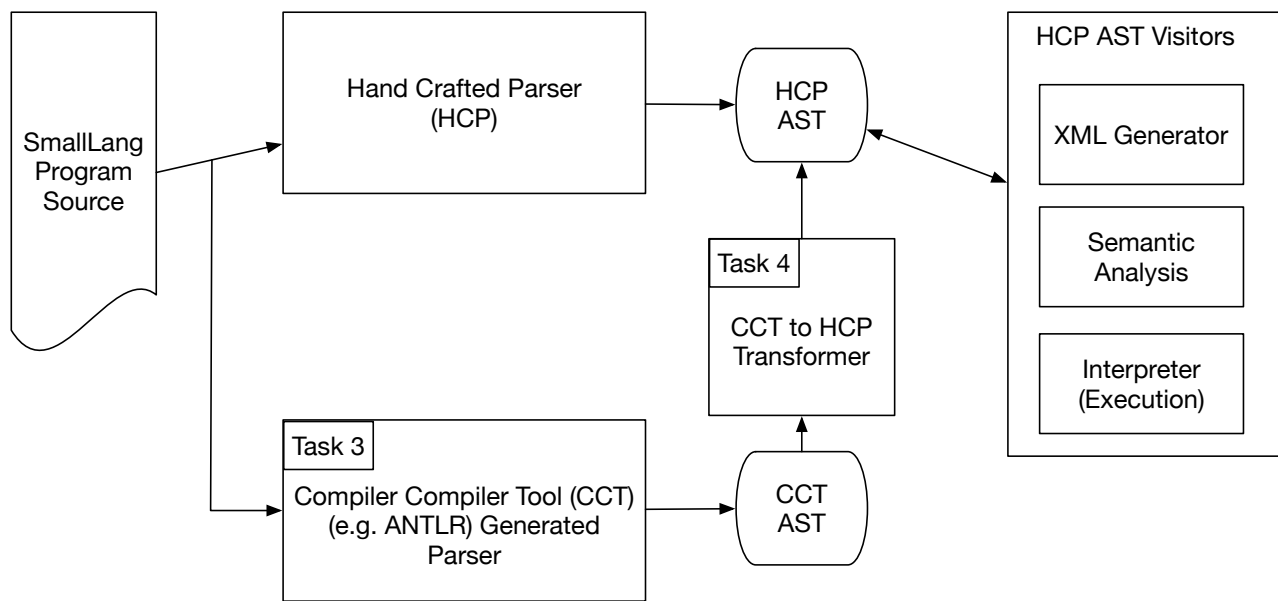 SmallLang
Program
Source
Hand Crafted Parser
(HCP)
HCP
AST
HCP AST Visitors
XML Generator
Semantic
Analysis
Interpreter
(Execution)
Task 4
CCT to HCP
Transformer
Task 3
Compiler Compiler Tool (CCT)
(e.g. ANTLR) Generated
Parser
CCT
AST